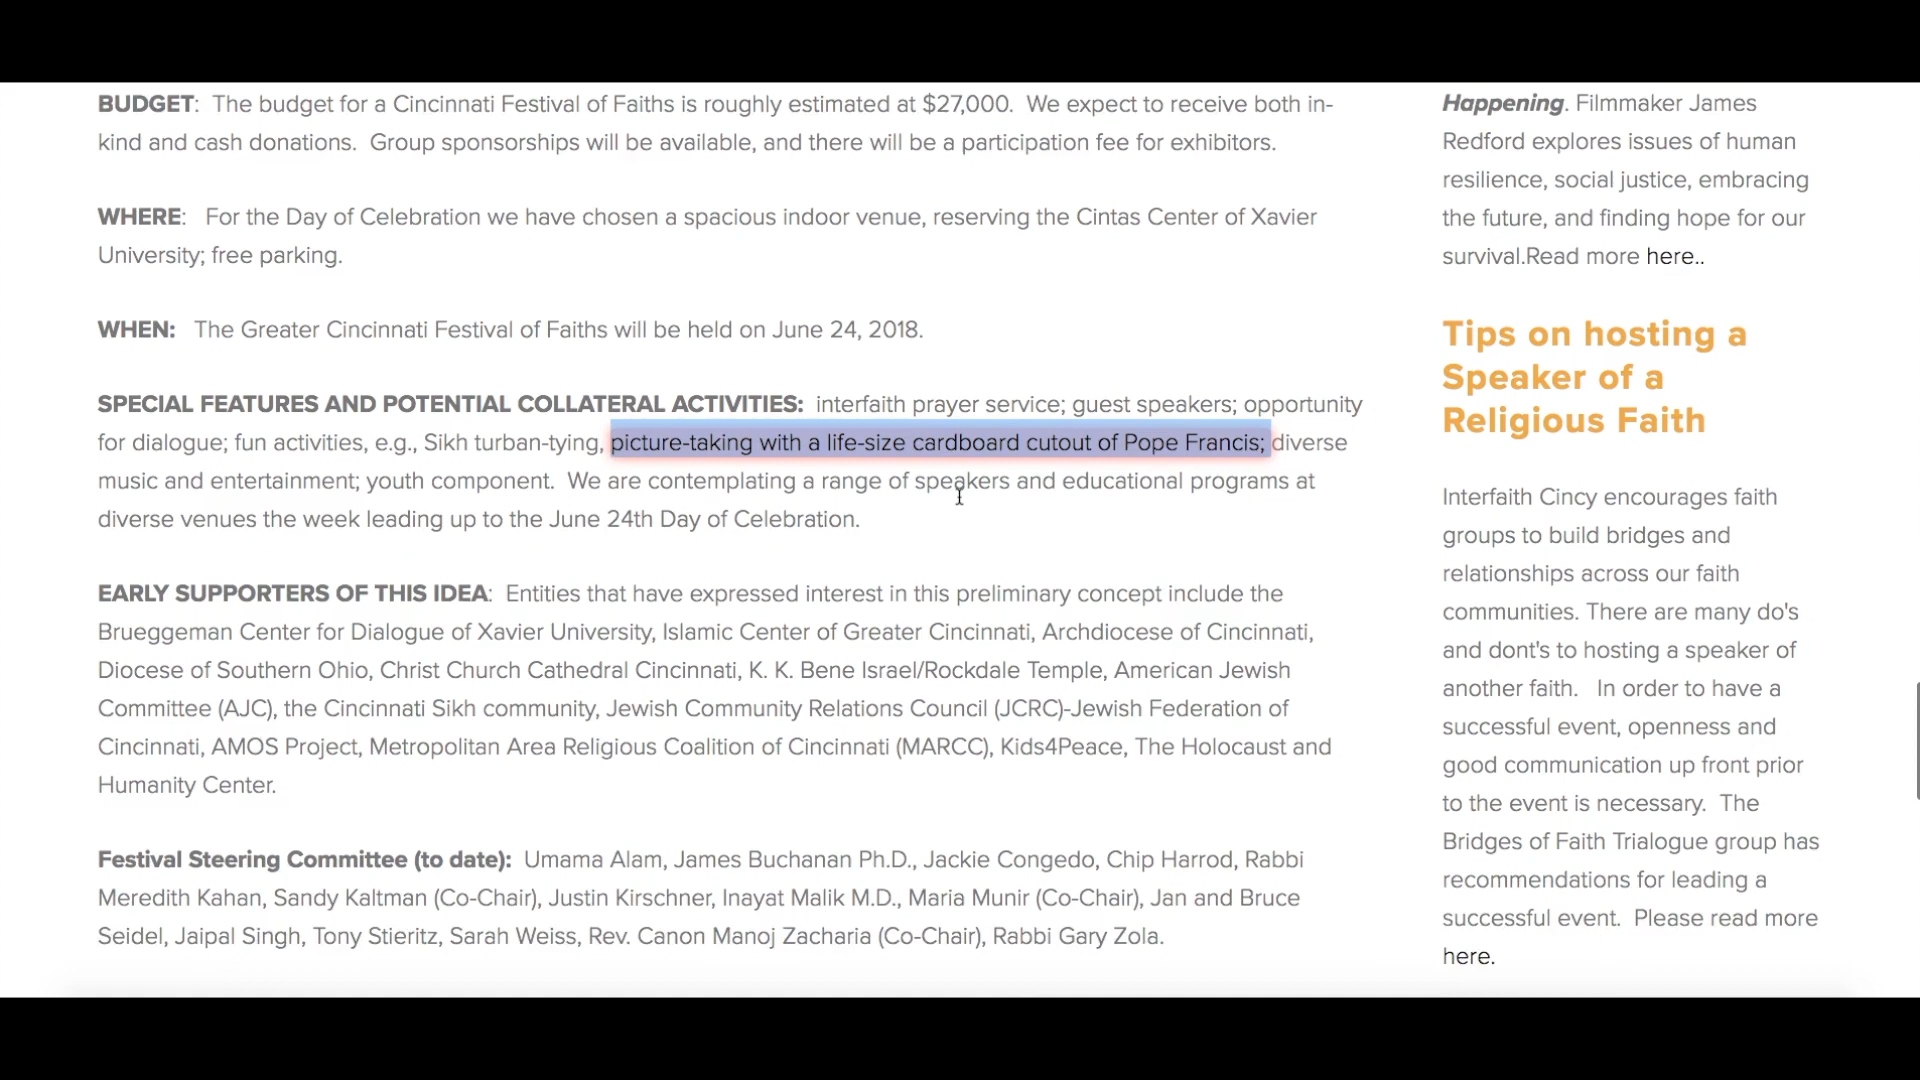 BUDGET:  The budget for a Cincinnati Festival of Faiths is roughly estimated at $27,000.  We expect to receive both in-
kind and cash donations.  Group sponsorships will be available, and there will be a participation fee for exhibitors.
WHERE:   For the Day of Celebration we have chosen a spacious indoor venue, reserving the Cintas Center of Xavier
University; free parking.
WHEN:   The Greater Cincinnati Festival of Faiths will be held on June 24, 2018.
SPECIAL FEATURES AND POTENTIAL COLLATERAL ACTIVITIES:  interfaith prayer service; guest speakers; opportunity
for dialogue; fun activities, e.g., Sikh turban-tying, picture-taking with a life-size cardboard cutout of Pope Francis; diverse
music and entertainment; youth component.  We are contemplating a range of speakers and educational programs at
diverse venues the week leading up to the June 24th Day of Celebration.
EARLY SUPPORTERS OF THIS IDEA:  Entities that have expressed interest in this preliminary concept include the
Brueggeman Center for Dialogue of Xavier University, Islamic Center of Greater Cincinnati, Archdiocese of Cincinnati,
Diocese of Southern Ohio, Christ Church Cathedral Cincinnati, K. K. Bene Israel/Rockdale Temple, American Jewish
Committee (AJC), the Cincinnati Sikh community, Jewish Community Relations Council (JCRC)-Jewish Federation of
Cincinnati, AMOS Project, Metropolitan Area Religious Coalition of Cincinnati (MARCC), Kids4Peace, The Holocaust and
Humanity Center.
Festival Steering Committee (to date):  Umama Alam, James Buchanan Ph.D., Jackie Congedo, Chip Harrod, Rabbi
Meredith Kahan, Sandy Kaltman (Co-Chair), Justin Kirschner, Inayat Malik M.D., Maria Munir (Co-Chair), Jan and Bruce
Seidel, Jaipal Singh, Tony Stieritz, Sarah Weiss, Rev. Canon Manoj Zacharia (Co-Chair), Rabbi Gary Zola.
Happening. Filmmaker James
Redford explores issues of human
resilience, social justice, embracing
the future, and finding hope for our
survival.Read more here..
Tips on hosting a
Speaker of a
Religious Faith
Interfaith Cincy encourages faith
groups to build bridges and
relationships across our faith
communities. There are many do's
and dont's to hosting a speaker of
another faith.   In order to have a
successful event, openness and
good communication up front prior
to the event is necessary.  The
Bridges of Faith Trialogue group has
recommendations for leading a
successful event.  Please read more
here.